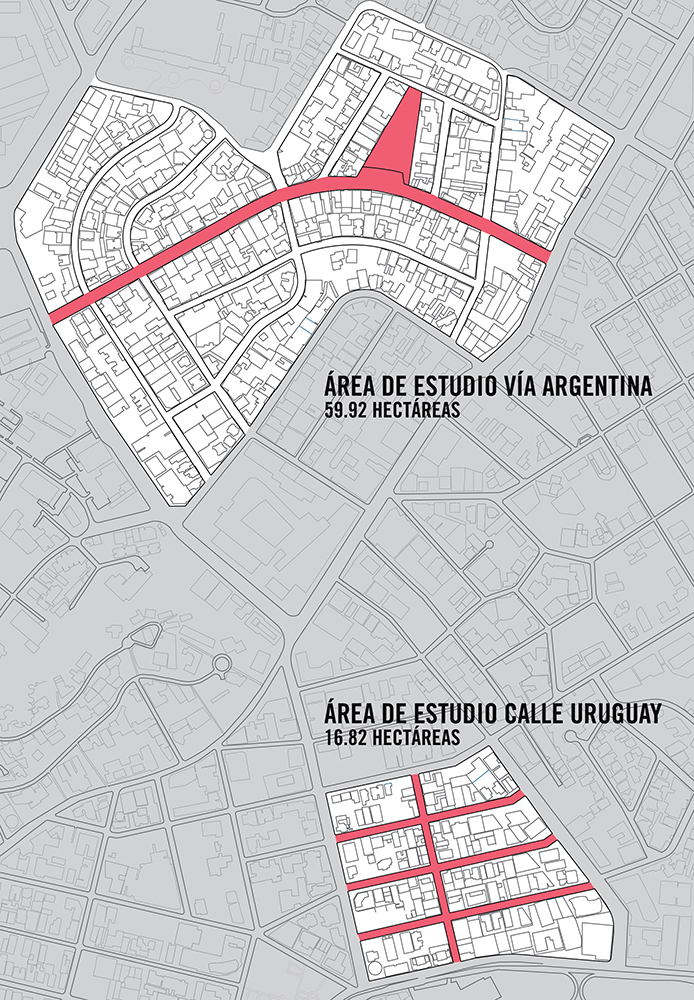 ÁREA DE ESTUDIO VÍA ARGENTINA
59.92 HECTÁREAS
ÁREA DE ESTUDIO CALLE URUGUAY
16.82 HECTÁREAS